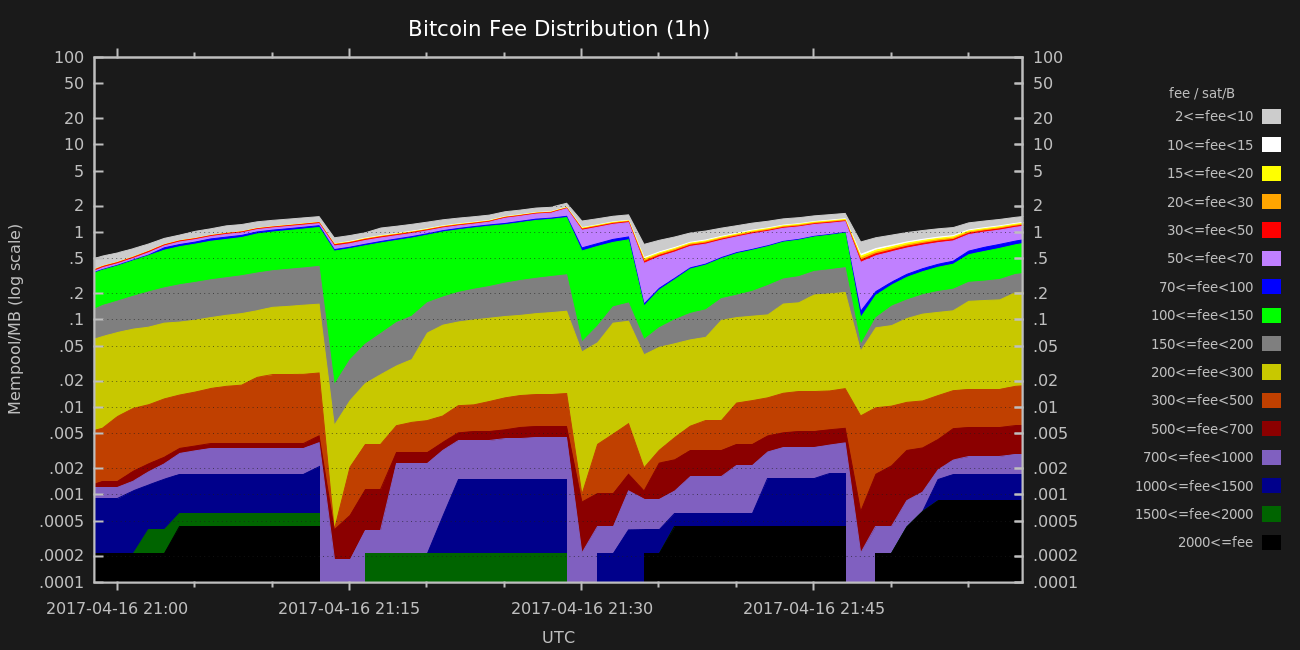 Bitcoin Fee Distribution (1h)
Mempool/MB (log scale)
100
50
20
10
5
2
1
.5
.2
.1
.05
.02
.01
.005
.002
.001
.0005
.0002
.0001
100
50
20
10
5
2
1
.5
.2
.1
.05
.02
.01
.005
.002
.001
.0005
.0002
.0001
2017-04-16 21:00
2017-04-16 21:15
2017-04-16 21:30
2017-04-16 21:45
UTC
fee / sat/B
2<=fee<10
10<=fee<15
15<=fee<20
20<=fee<30
30<=fee<50
50<=fee<70
70<=fee<100
100<=fee<150
150<=fee<200
200<=fee<300
300<=fee<500
500<=fee<700
700<=fee<1000
1000<=fee<1500
1500<=fee<2000
2000<=fee